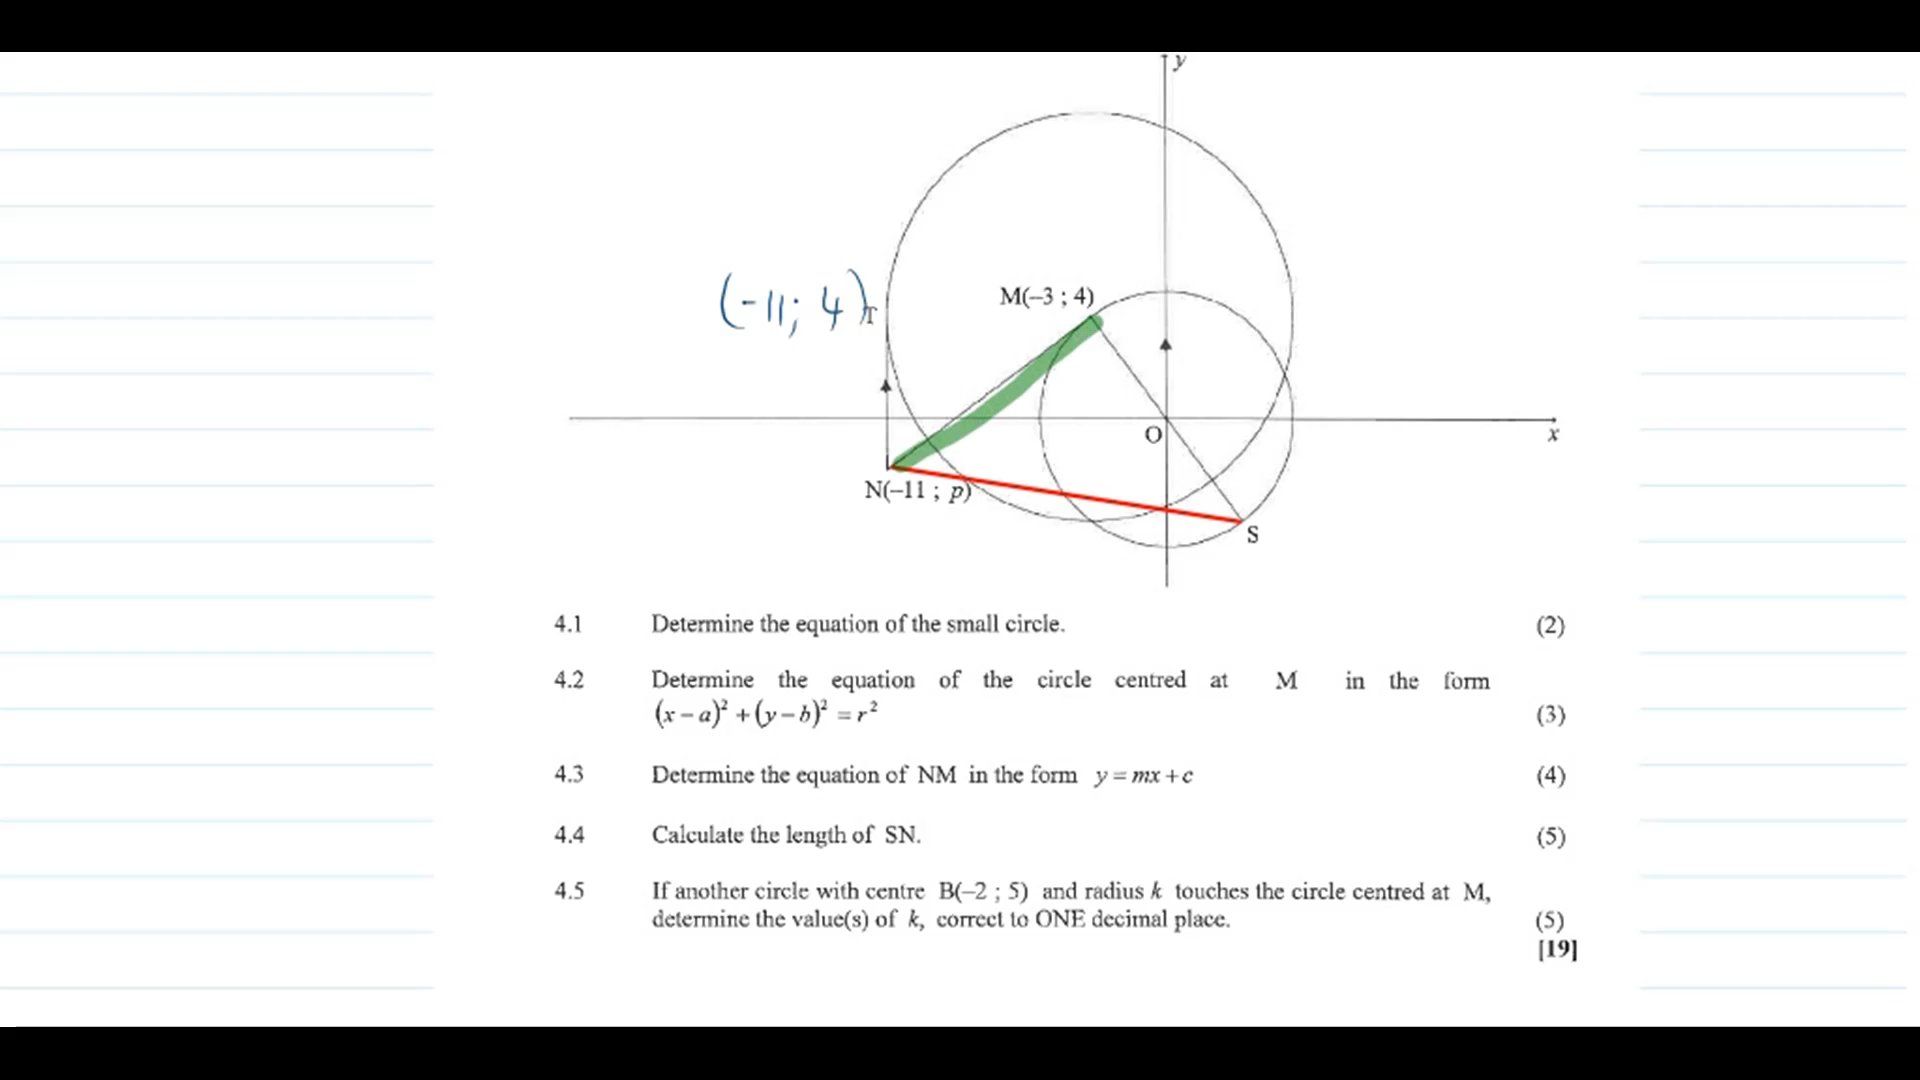 y
M(–3 ; 4)
(-11; 4)
T
O
x
N(–11 ; p)
S
4.1 Determine the equation of the small circle. (2)
4.2 Determine the equation of the circle centred at M in the form
(x – a)² + (y – b)² = r² (3)
4.3 Determine the equation of NM in the form y = mx + c (4)
4.4 Calculate the length of SN. (5)
4.5 If another circle with centre B(–2 ; 5) and radius k touches the circle centred at M,
determine the value(s) of k, correct to ONE decimal place. (5)
[19]